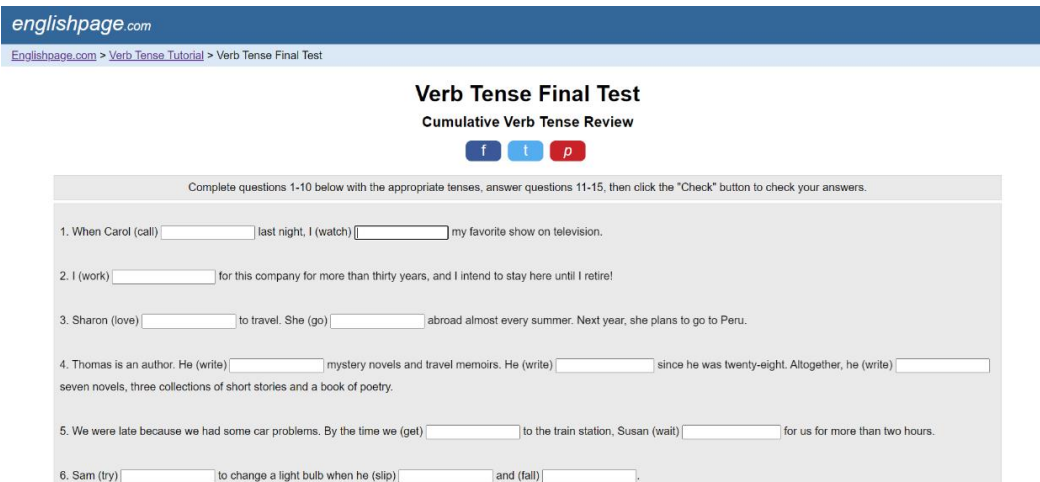 englishpage.com
Englishpage.com > Verb Tense Tutorial > Verb Tense Final Test
Verb Tense Final Test
Cumulative Verb Tense Review
f t p
Complete questions 1-10 below with the appropriate tenses, answer questions 11-15, then click the "Check" button to check your answers.
1. When Carol (call) last night, I (watch) my favorite show on television.
2. I (work) for this company for more than thirty years, and I intend to stay here until I retire!
3. Sharon (love) to travel. She (go) abroad almost every summer. Next year, she plans to go to Peru.
4. Thomas is an author. He (write) mystery novels and travel memoirs. He (write) since he was twenty-eight. Altogether, he (write)
seven novels, three collections of short stories and a book of poetry.
5. We were late because we had some car problems. By the time we (get) to the train station, Susan (wait) for us for more than two hours.
6. Sam (try) to change a light bulb when he (slip) and (fall) .